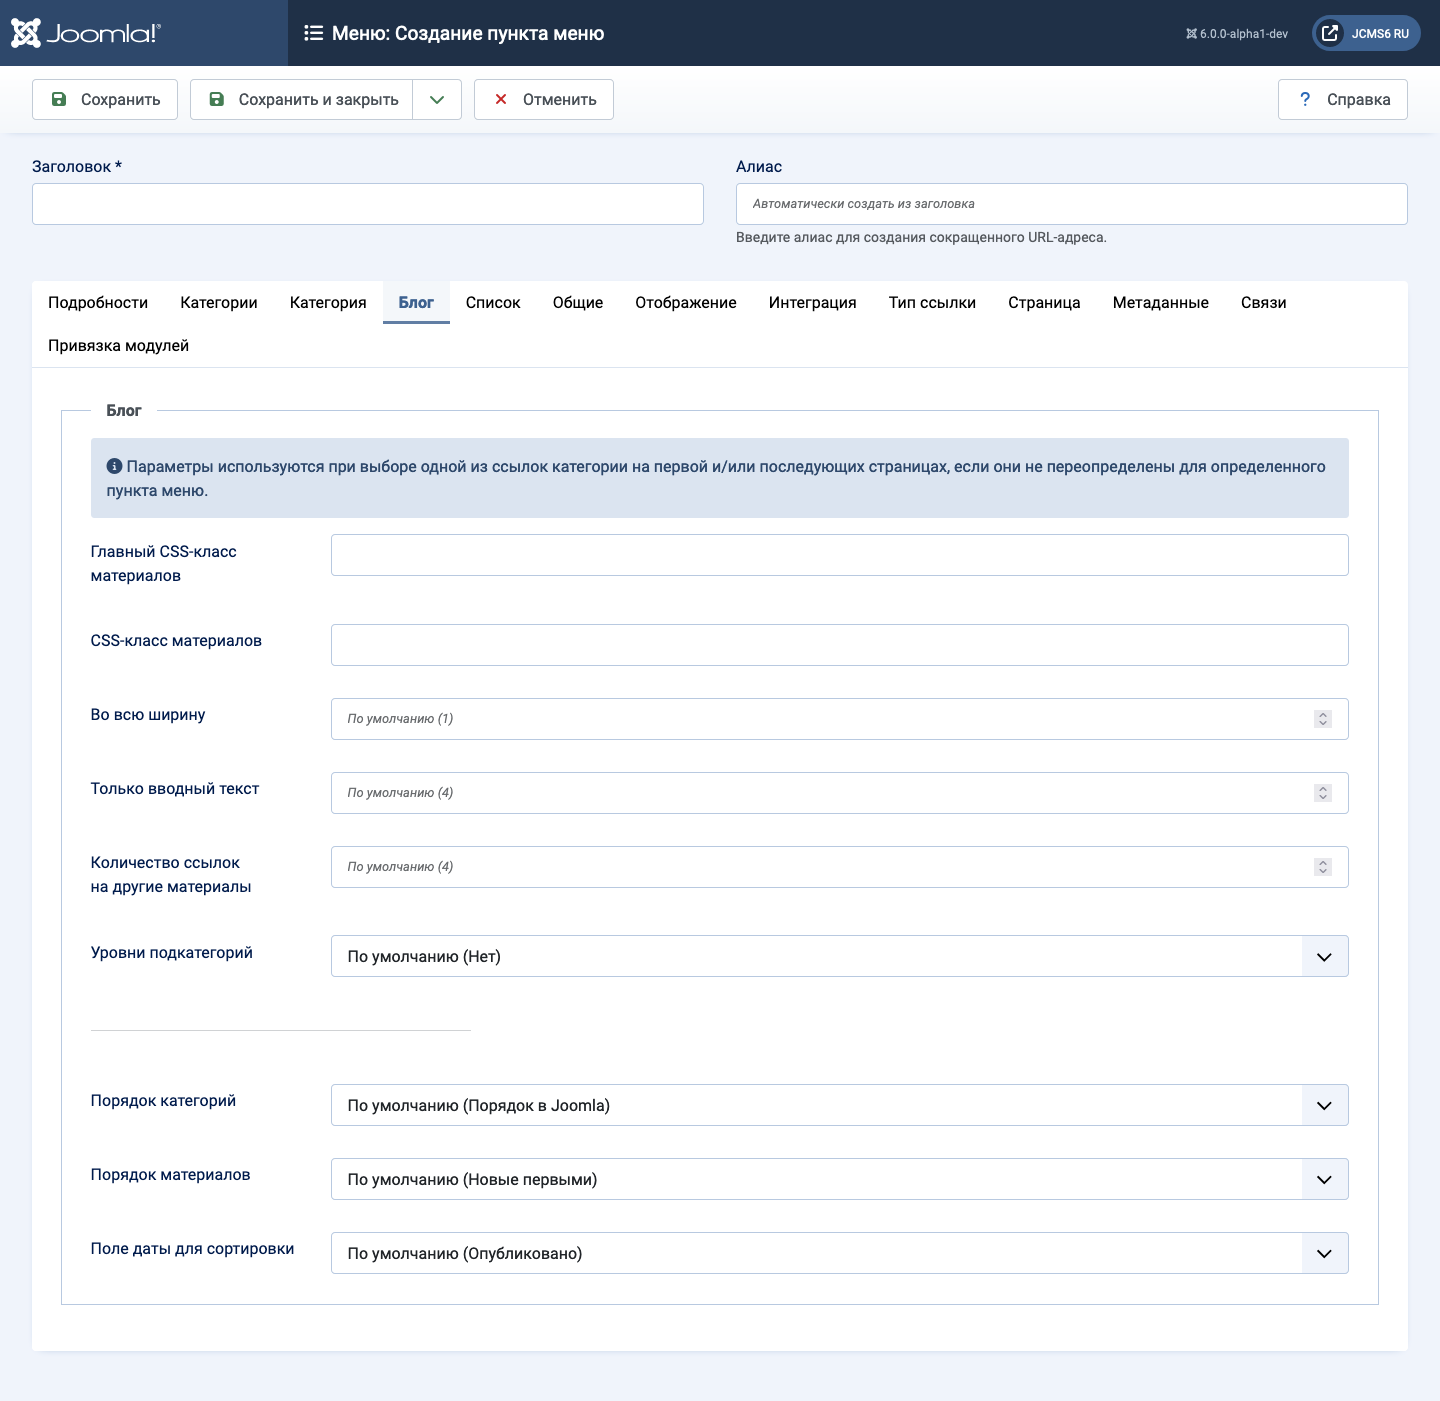 Joomla!®
Меню: Создание пункта меню
6.0.0-alpha1-dev
JCMS6 RU
Сохранить
Сохранить и закрыть
Отменить
? Справка
Заголовок *
Алиас
Автоматически создать из заголовка
Введите алиас для создания сокращенного URL-адреса.
Подробности Категории Категория Блог Список Общие Отображение Интеграция Тип ссылки Страница Метаданные Связи
Привязка модулей
Блог
Параметры используются при выборе одной из ссылок категории на первой и/или последующих страницах, если они не переопределены для определенного
пункта меню.
Главный CSS-класс
материалов
CSS-класс материалов
Во всю ширину
По умолчанию (1)
Только вводный текст
По умолчанию (4)
Количество ссылок
на другие материалы
По умолчанию (4)
Уровни подкатегорий
По умолчанию (Нет)
Порядок категорий
По умолчанию (Порядок в Joomla)
Порядок материалов
По умолчанию (Новые первыми)
Поле даты для сортировки
По умолчанию (Опубликовано)